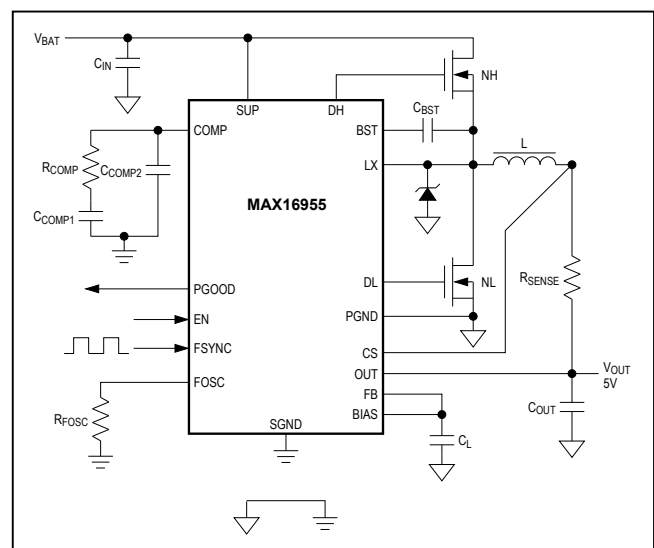 VBAT
CIN
NH
SUP
DH
CBST
COMP
BST
L
RCOMP
CCOMP2
LX
CCOMP1
MAX16955
DL
NL
RSENSE
PGOOD
PGND
EN
CS
FSYNC
OUT
VOUT
5V
FOSC
FB
COUT
RFOSC
BIAS
SGND
CL